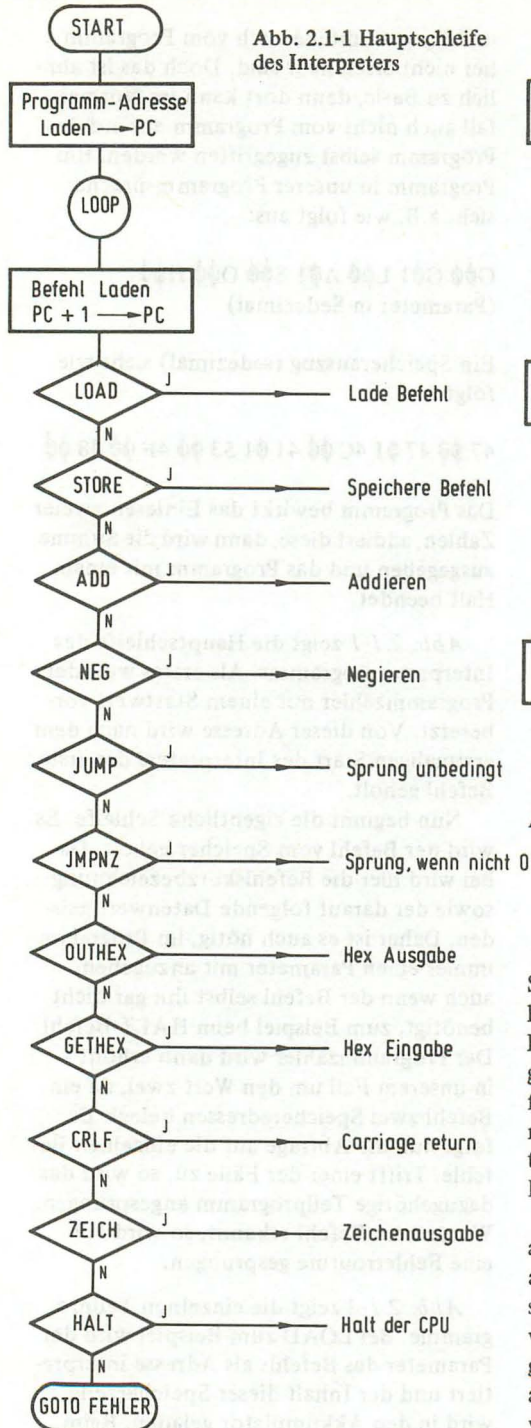 START
Abb. 2.1-1 Hauptschleife
des Interpreters
Programm-Adresse
Laden → PC
LOOP
Befehl Laden
PC + 1 → PC
LOAD J Lade Befehl
N
STORE J Speichere Befehl
N
ADD J Addieren
N
NEG J Negieren
N
JUMP J Sprung unbedingt
N
JMPNZ J Sprung, wenn nicht 0
N
OUTHEX J Hex Ausgabe
N
GETHEX J Hex Eingabe
N
CRLF J Carriage return
N
ZEICH J Zeichenausgabe
N
HALT J Halt der CPU
N
GOTO FEHLER